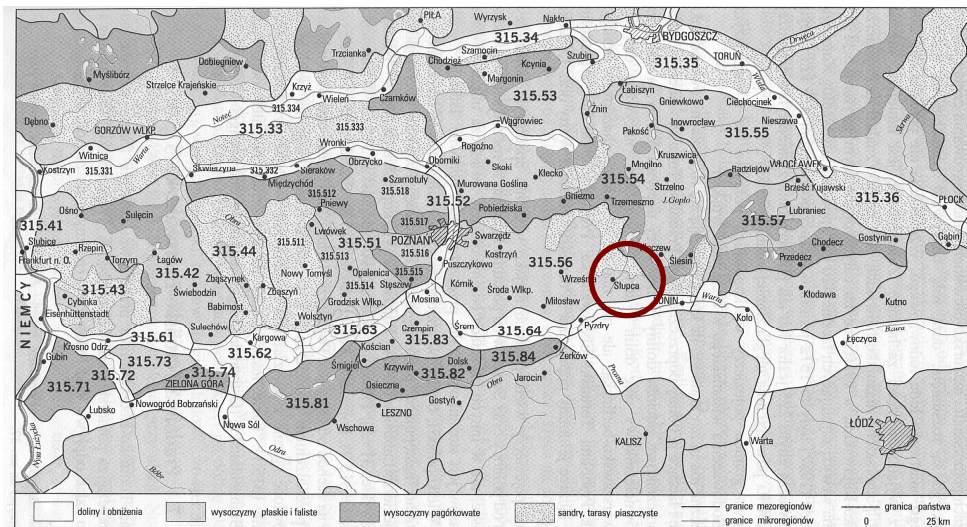 PIŁA
Wyrzysk
Nakło
BYDGOSZCZ
315.34
Drwęca
Dobiegniew
Trzcianka
Szamocin
Szubin
315.35
TORUŃ
Myślibórz
Chodzież
Kcynia
Margonin
Wisła
Strzelce Krajeńskie
Krzyż
Wieleń
Czarnków
315.53
Łabiszyn
Gniewkowo
Ciechocinek
315.334
Noteć
Żnin
Dębno
GORZÓW WLKP
315.33
315.333
Wągrowiec
Pakość
Inowrocław
315.55
Nieszawa
Skrwa
Warta
Wronki
Rogoźno
Witnica
Obrzycko
Oborniki
Kruszwica
Kostrzyn
315.331
Skwierzyna
315.332
Sieraków
Skoki
Mogilno
Radziejów
WŁOCŁAWEK
Międzychód
Szamotuły
315.518
Murowana Goślina
Kłecko
315.54
Strzelno
Brześć Kujawski
315.512
315.52
Gniezno
Trzemeszno
J.Gopło
315.36
Ośno
Sulęcin
Obra
Pniewy
Pobiedziska
315.57
Lubraniec
PŁOCK
315.41
Lwówek
315.517
Słubice
Rzepin
315.44
315.511
315.51
POZNAŃ
Swarzędz
Gostynin
Gąbin
Frankfurt n. O.
Torzym
Łagów
315.513
315.516
Kostrzyn
315.56
Ślesin
Chodecz
315.42
Zbąszynek
Nowy Tomyśl
Opalenica
315.515
Puszczykowo
Września
Przedecz
315.43
Świebodzin
Zbąszyń
315.514
Stęszew
Kórnik
Środa Wlkp.
Słupca
Cybinka
Babimost
Grodzisk Wlkp.
Mosina
Miłosław
Warta
Kłodawa
Kutno
Eisenhüttenstadt
Wolsztyn
Koło
NIEMCY
Sulechów
315.63
Czempin
Śrem
315.64
Pyzdry
Bzura
315.61
Kargowa
315.83
Krosno Odrz.
315.62
Kościan
315.84
Żerków
Łęczyca
Gubin
315.73
Śmigiel
Krzywin
Dolsk
315.72
315.74
315.82
Obra
Jarocin
Prosna
315.71
ZIELONA GÓRA
Osieczna
Lubsko
Nowogród Bobrzański
315.81
LESZNO
Gostyń
ŁÓDŹ
Nowa Sól
Wschowa
KALISZ
Warta
Nysa Łużycka
Bóbr
Odra
doliny i obniżenia
wysoczyzny płaskie i faliste
wysoczyzny pagórkowate
sandry, tarasy piaszczyste
granice mezoregionów
granice mikroregionów
granica państwa
0 25 km